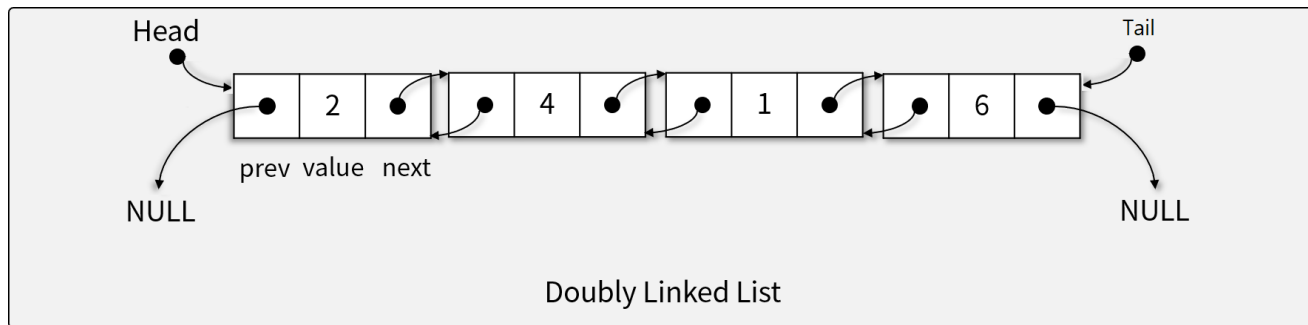 Head
Tail
2
4
1
6
prev value next
NULL
NULL
Doubly Linked List